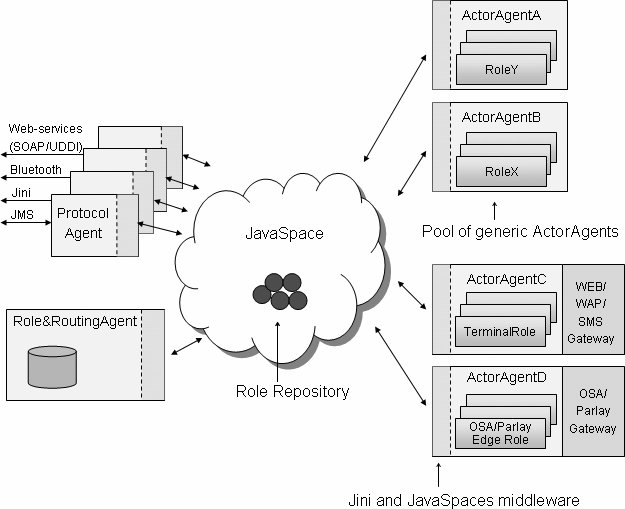 ActorAgentA
RoleY
ActorAgentB
RoleX
Pool of generic ActorAgents
Web-services
(SOAP/UDDI)
Bluetooth
Jini
JMS
Protocol
Agent
JavaSpace
Role&RoutingAgent
Role Repository
ActorAgentC
TerminalRole
WEB/
WAP/
SMS
Gateway
ActorAgentD
OSA/Parlay
Edge Role
OSA/
Parlay
Gateway
Jini and JavaSpaces middleware